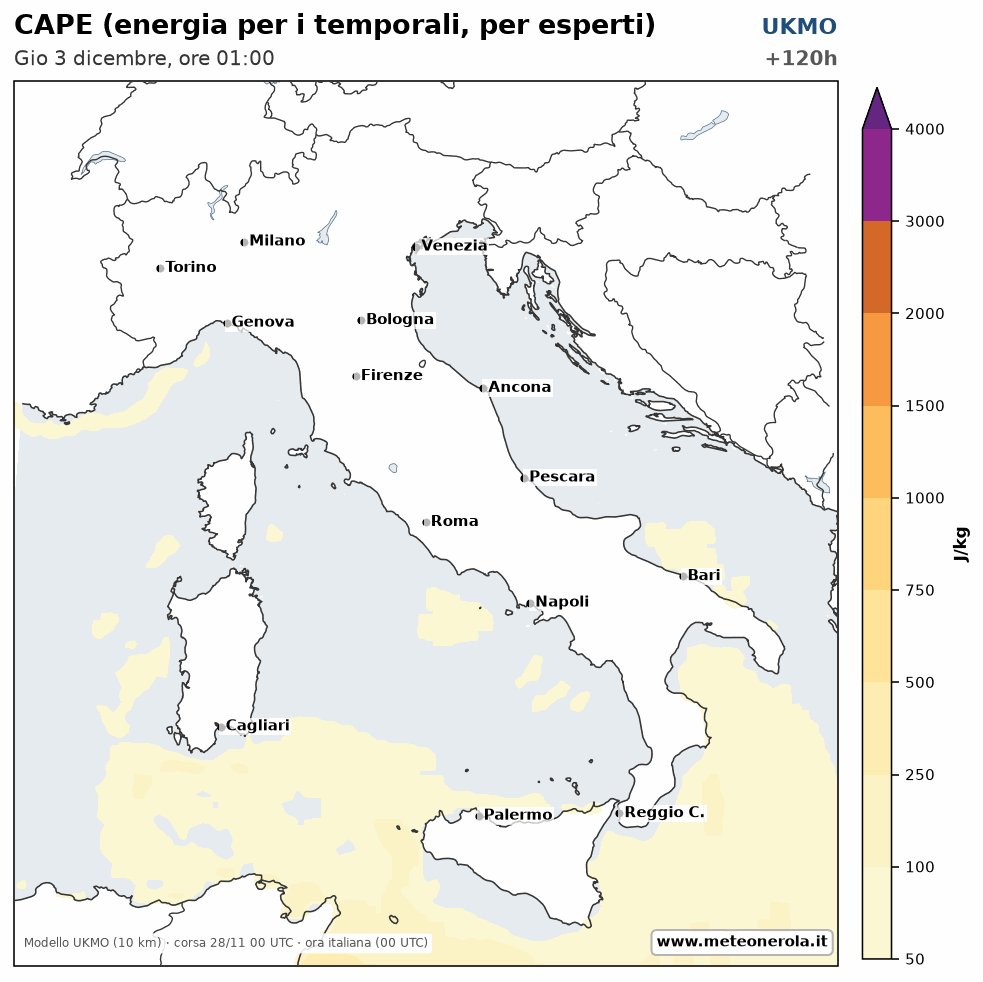 CAPE (energia per i temporali, per esperti)
UKMO
Gio 3 dicembre, ore 01:00
+120h
4000
3000
2000
1500
1000
750
500
250
100
50
J/kg
Milano
Venezia
Torino
Genova
Bologna
Firenze
Ancona
Pescara
Roma
Bari
Napoli
Cagliari
Palermo
Reggio C.
Modello UKMO (10 km) · corsa 28/11 00 UTC · ora italiana (00 UTC)
www.meteonerola.it